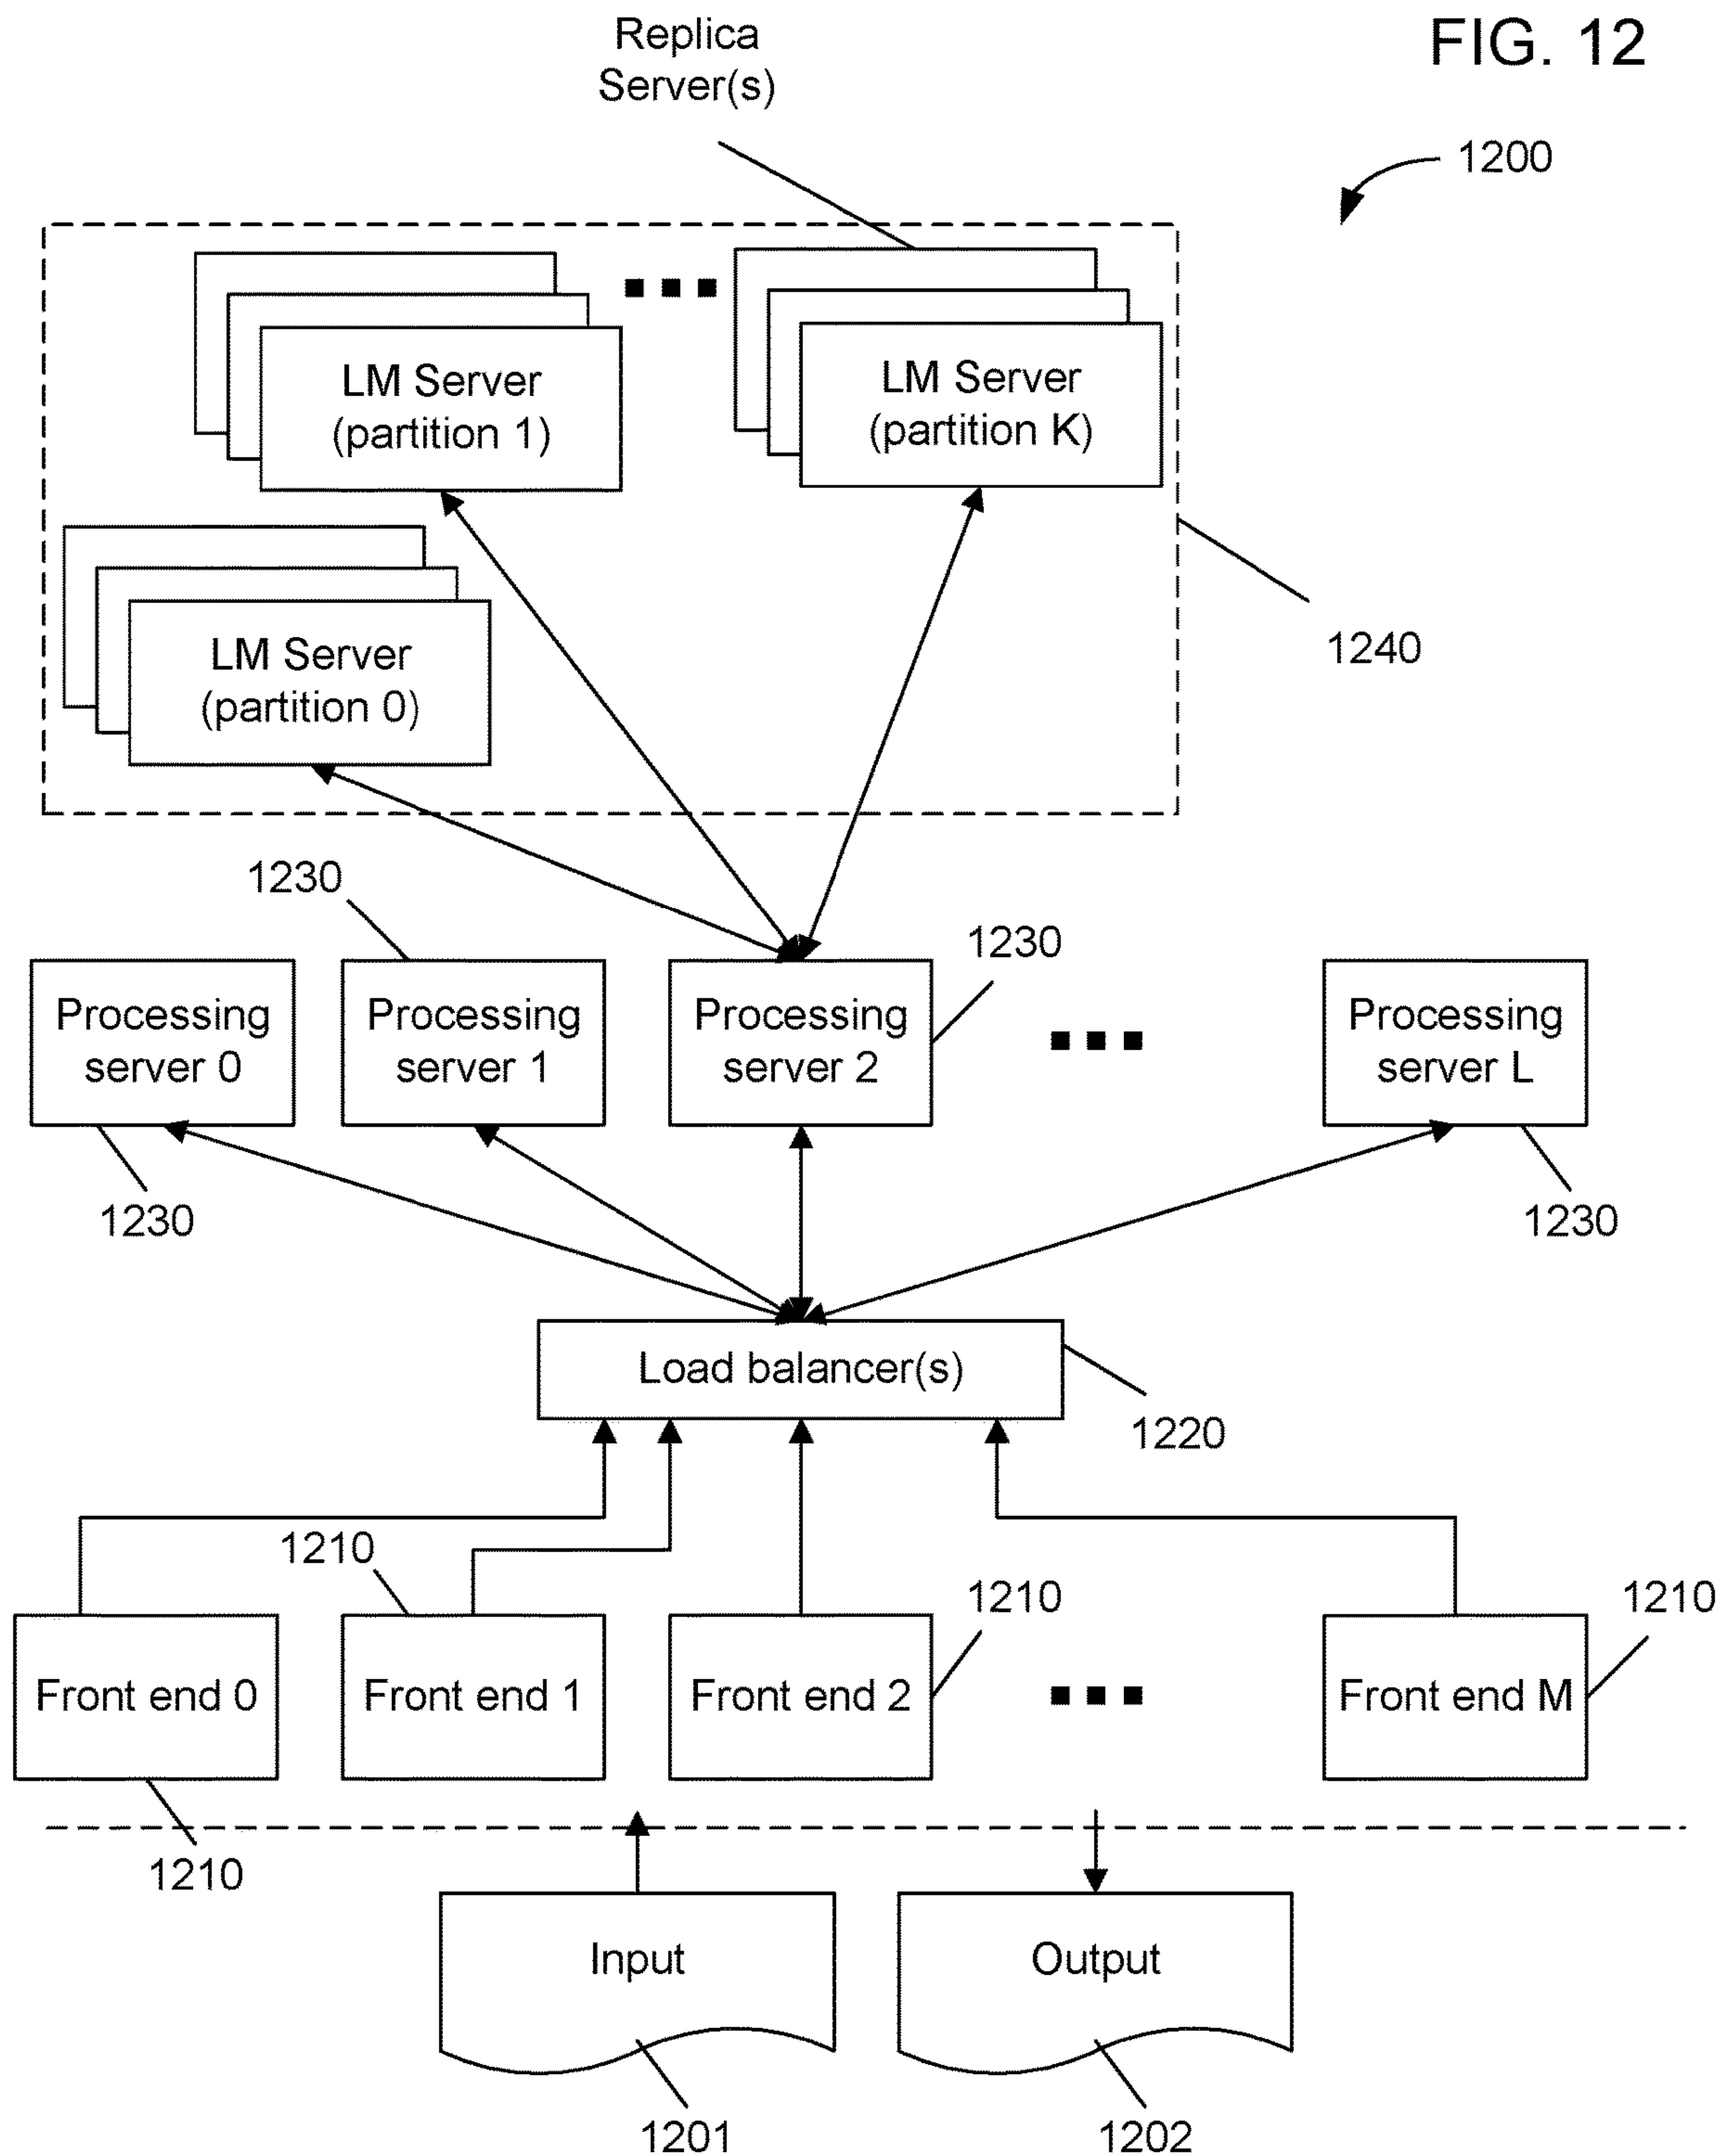 FIG. 12
Replica
Server(s)
1200
LM Server
(partition 1)
LM Server
(partition K)
LM Server
(partition 0)
1240
1230
1230
Processing
server 0
Processing
server 1
Processing
server 2
Processing
server L
1230
1230
Load balancer(s)
1220
1210
1210
1210
Front end 0
Front end 1
Front end 2
Front end M
1210
Input
Output
1201
1202